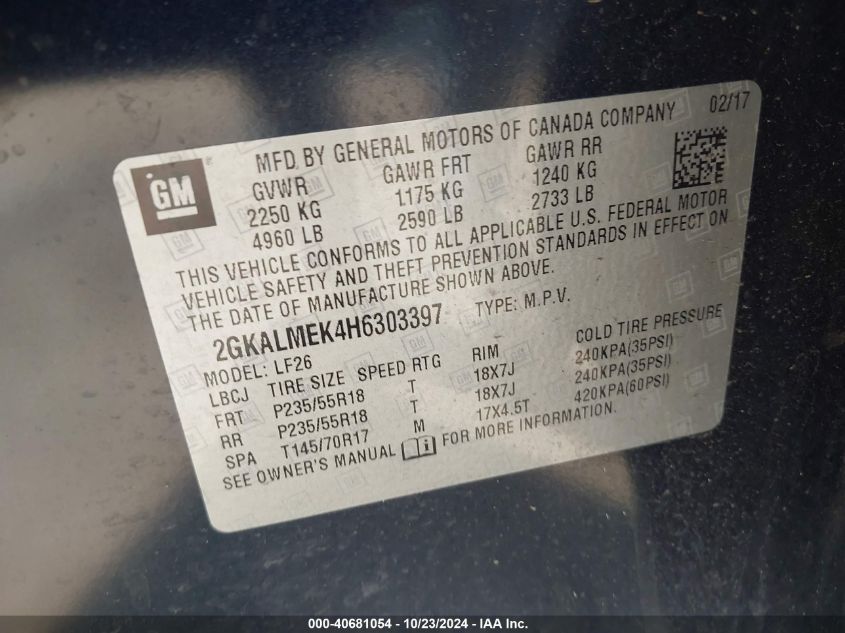 GM
MFD. BY GENERAL MOTORS OF CANADA COMPANY 02/17
GVWR GAWR FRT GAWR RR
2250 KG 1175 KG 1240 KG
4960 LB 2590 LB 2733 LB
THIS VEHICLE CONFORMS TO ALL APPLICABLE U.S. FEDERAL MOTOR
VEHICLE SAFETY AND THEFT PREVENTION STANDARDS IN EFFECT ON
THE DATE OF MANUFACTURE SHOWN ABOVE.
2GKALMEK4H6303397 TYPE: M.P.V.
MODEL: LF26
LBCJ TIRE SIZE SPEED RTG RIM COLD TIRE PRESSURE
FRT P235/55R18 T 18X7J 240KPA(35PSI)
RR P235/55R18 T 18X7J 240KPA(35PSI)
SPA T145/70R17 M 17X4.5T 420KPA(60PSI)
SEE OWNER'S MANUAL FOR MORE INFORMATION.
000-40681054 - 10/23/2024 - IAA Inc.